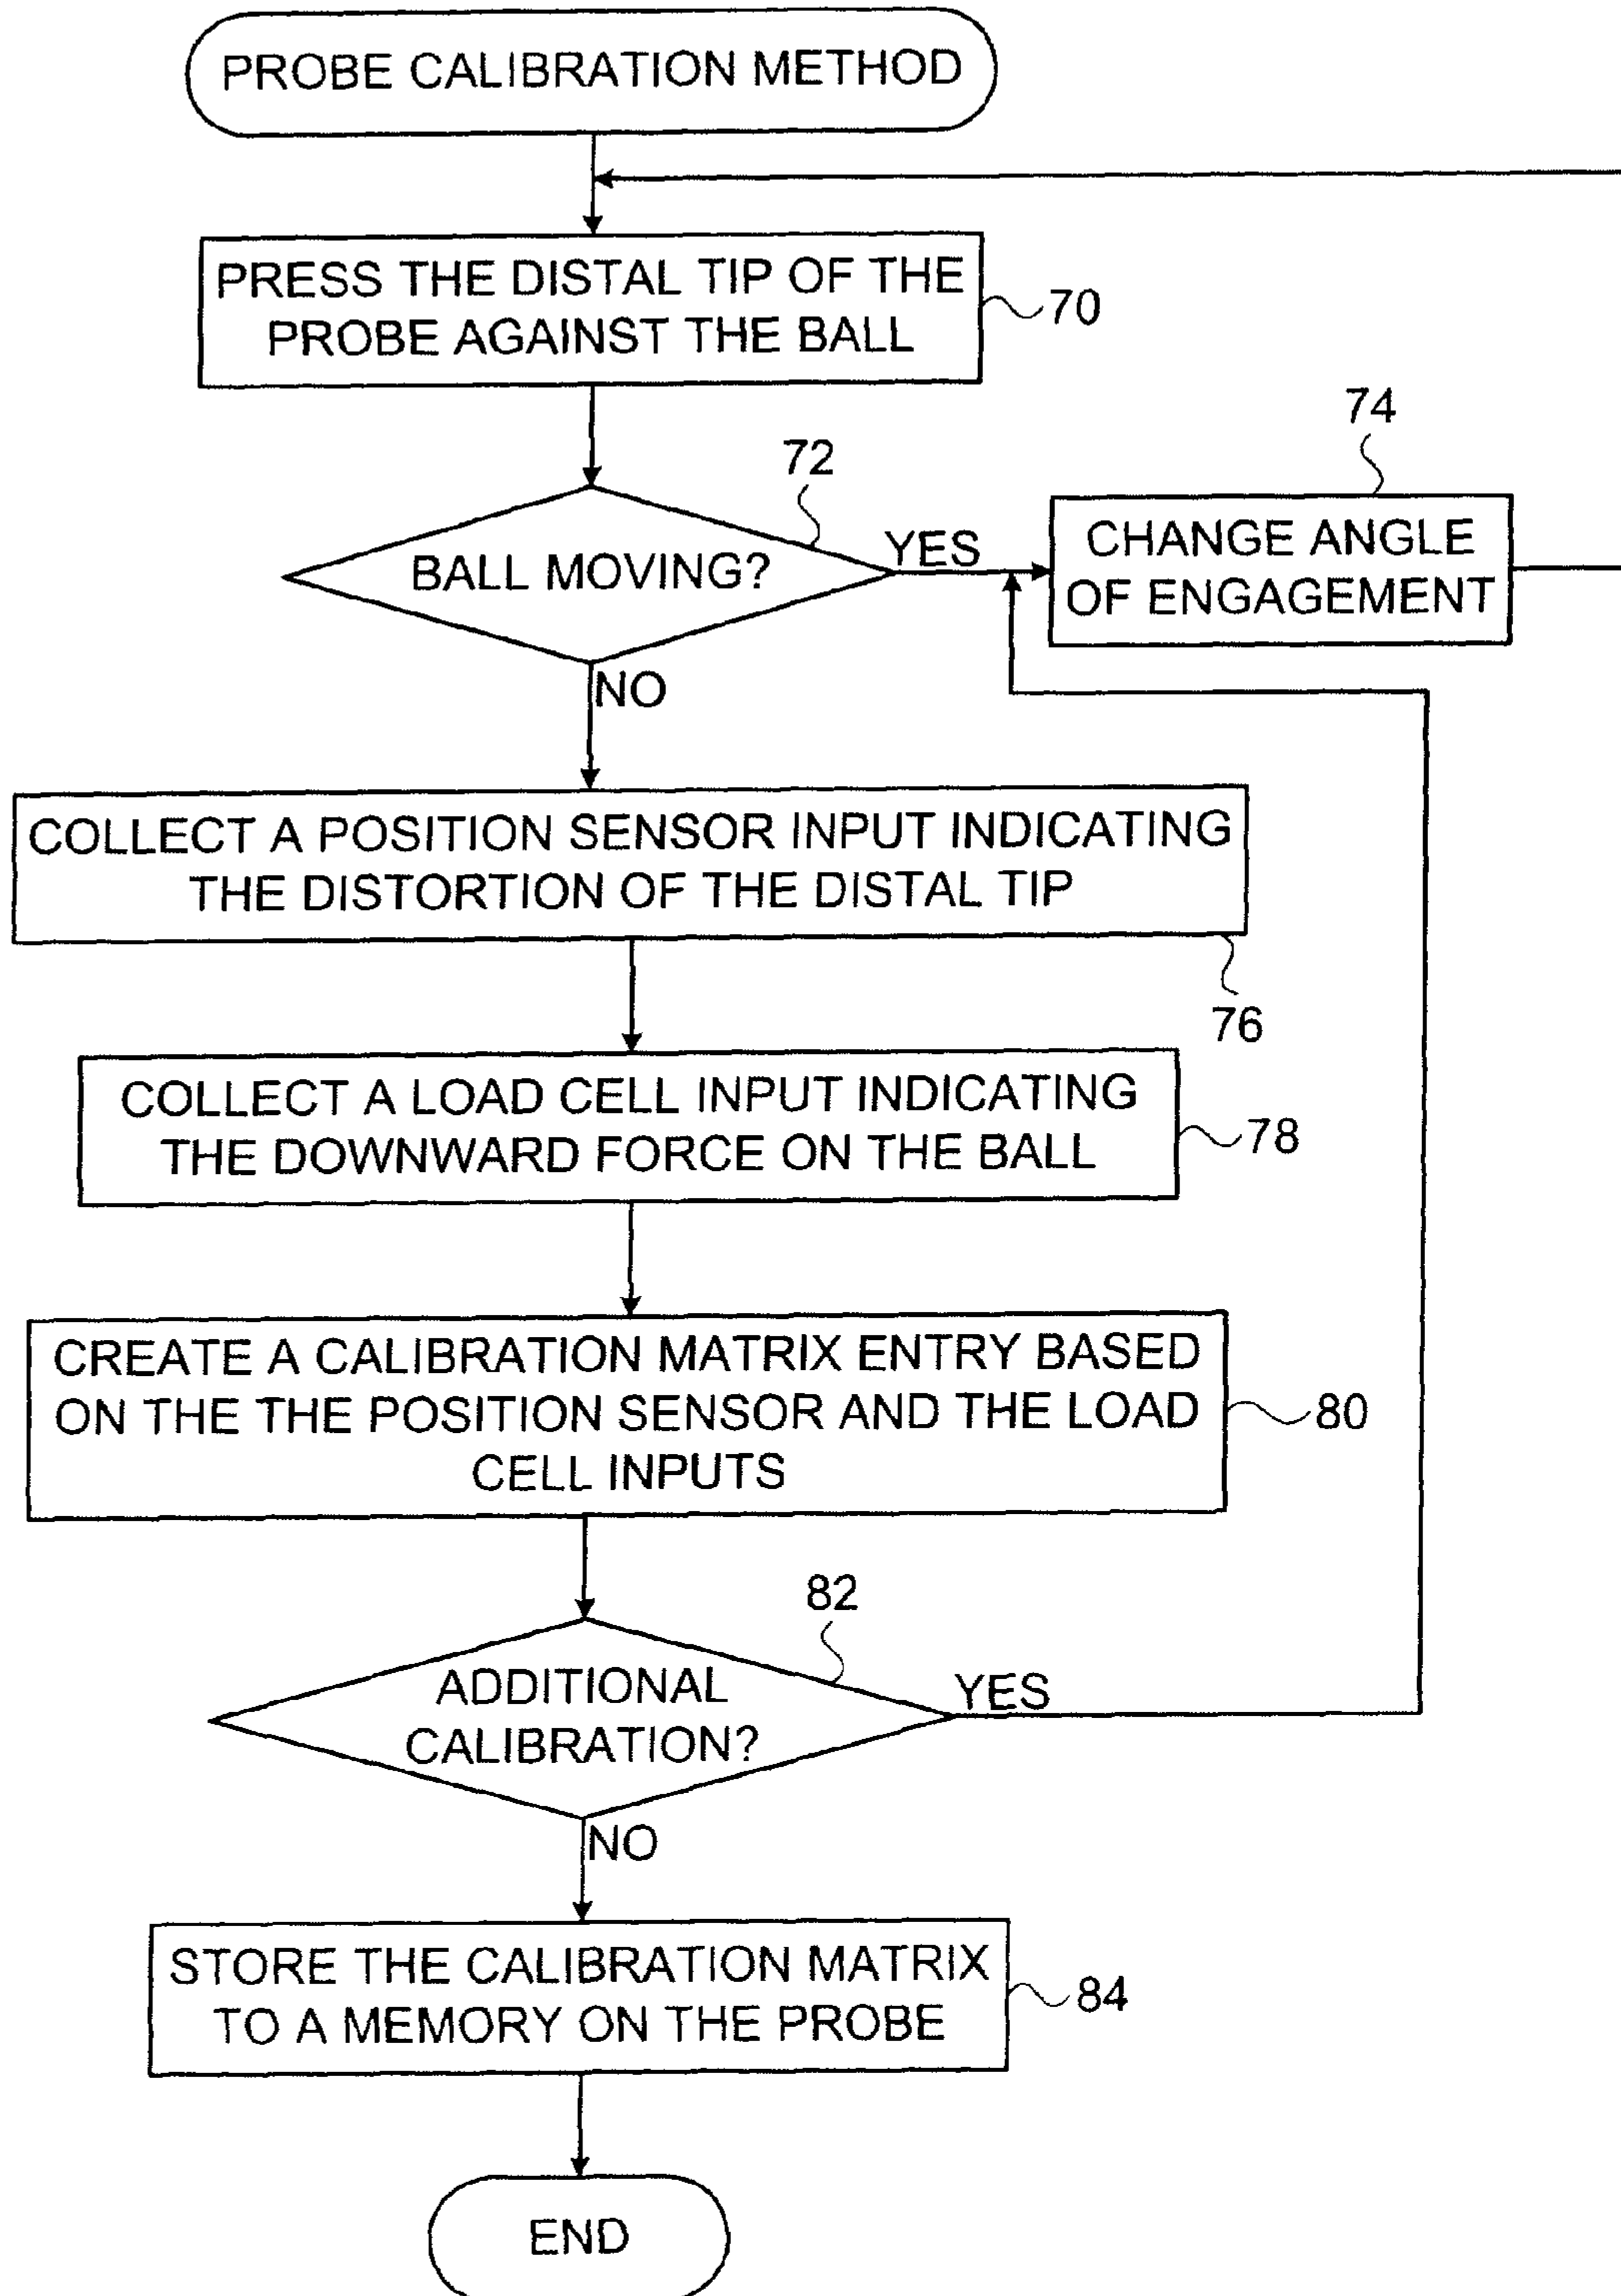 PROBE CALIBRATION METHOD
PRESS THE DISTAL TIP OF THE
PROBE AGAINST THE BALL
70
72
BALL MOVING?
YES
74
CHANGE ANGLE
OF ENGAGEMENT
NO
COLLECT A POSITION SENSOR INPUT INDICATING
THE DISTORTION OF THE DISTAL TIP
76
COLLECT A LOAD CELL INPUT INDICATING
THE DOWNWARD FORCE ON THE BALL
78
CREATE A CALIBRATION MATRIX ENTRY BASED
ON THE THE POSITION SENSOR AND THE LOAD
CELL INPUTS
80
82
ADDITIONAL
CALIBRATION?
YES
NO
STORE THE CALIBRATION MATRIX
TO A MEMORY ON THE PROBE
84
END